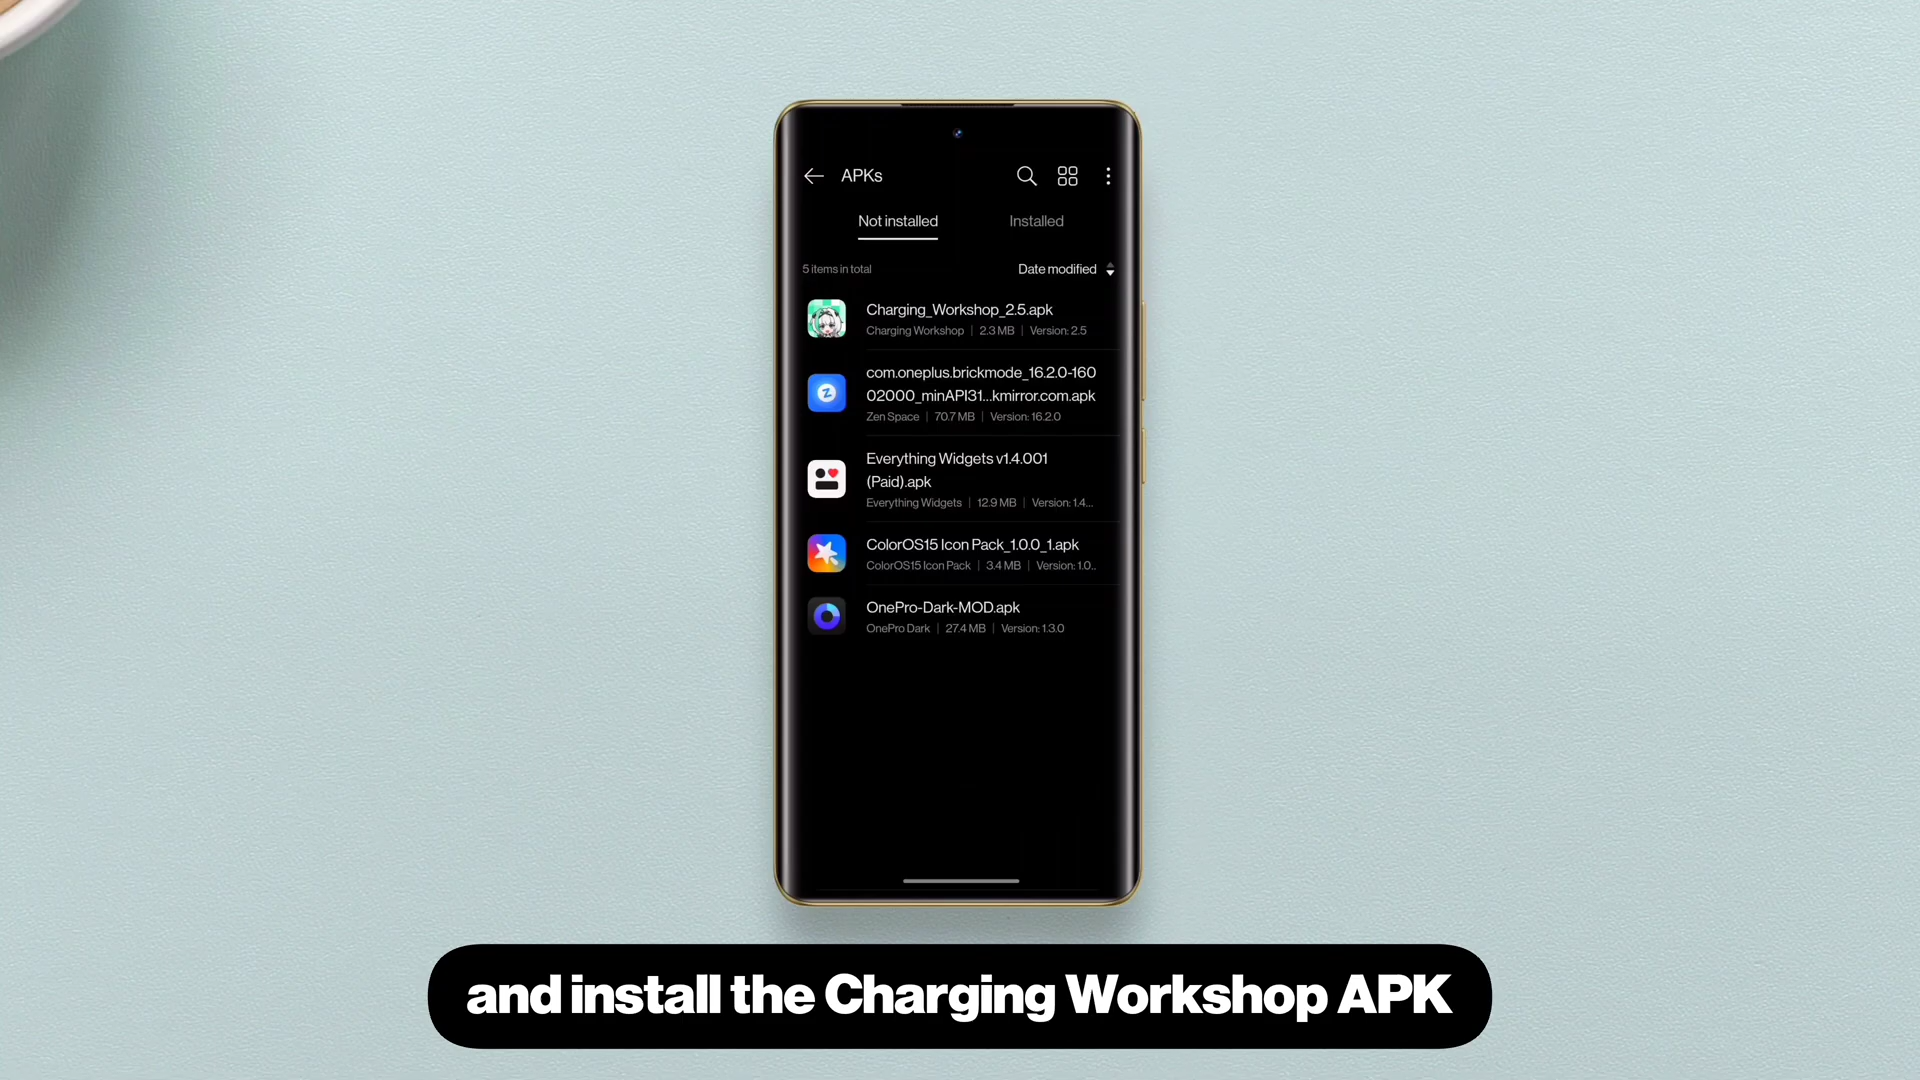 APKs
Not installed
Installed
5 items in total
Date modified
Charging_Workshop_2.5.apk
Charging Workshop | 2.3 MB | Version: 2.5
com.oneplus.brickmode_16.2.0-160
02000_minAPI31...kmirror.com.apk
Zen Space | 70.7 MB | Version: 16.2.0
Everything Widgets v1.4.001
(Paid).apk
Everything Widgets | 12.9 MB | Version: 1.4...
ColorOS15 Icon Pack_1.0.0_1.apk
ColorOS15 Icon Pack | 3.4 MB | Version: 1.0..
OnePro-Dark-MOD.apk
OnePro Dark | 27.4 MB | Version: 1.3.0
and install the Charging Workshop APK